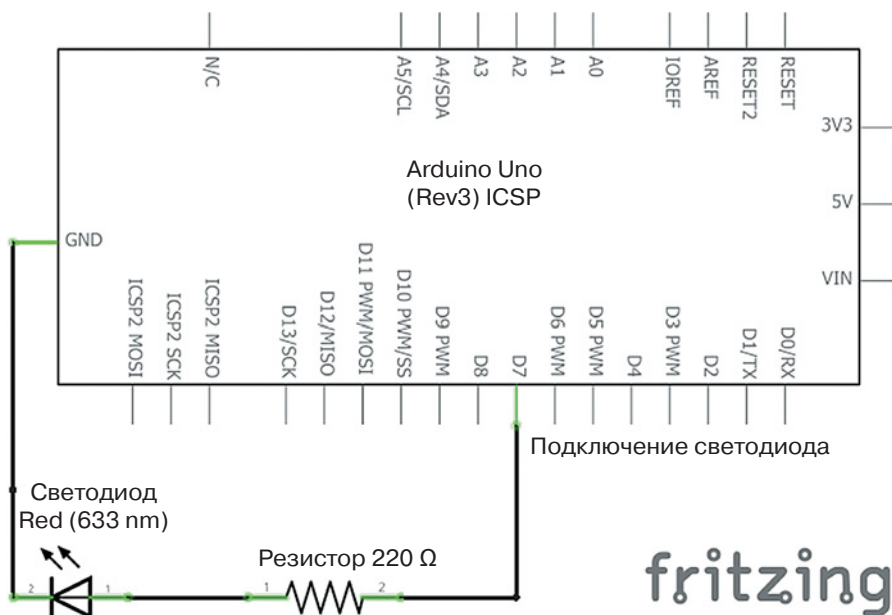 N/C
A5/SCL
A4/SDA
A3
A2
A1
A0
IOREF
AREF
RESET2
RESET
3V3
Arduino Uno
(Rev3) ICSP
5V
GND
VIN
ICSP2 MOSI
ICSP2 SCK
ICSP2 MISO
D13/SCK
D12/MISO
D11 PWM/MOSI
D10 PWM/SS
D9 PWM
D8
D7
D6 PWM
D5 PWM
D4
D3 PWM
D2
D1/TX
D0/RX
Подключение светодиода
Светодиод
Red (633 nm)
Резистор 220 Ω
2
1
1
2
fritzing